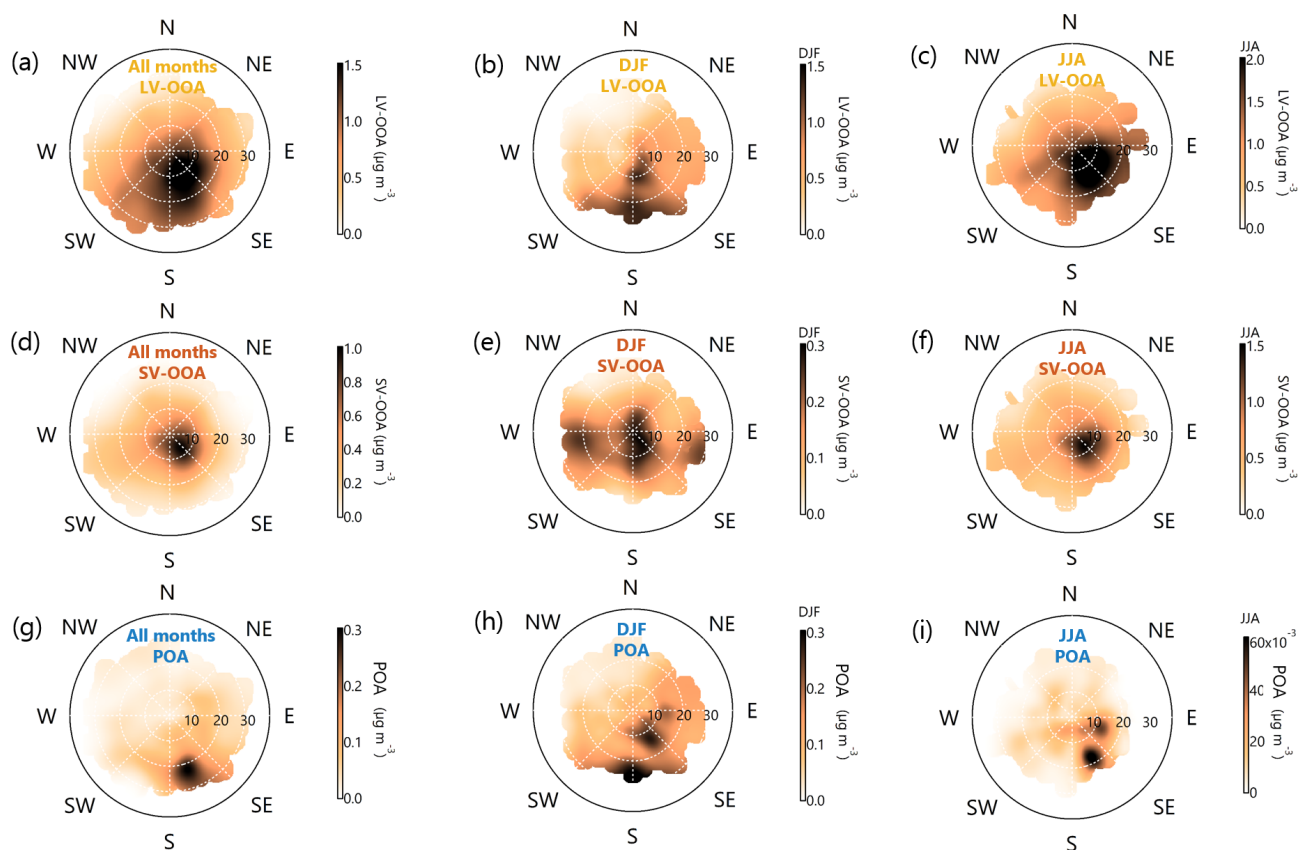 N
(a)
NW
All months
NE
LV-OOA
W
10 20 30
E
SW
SE
S
1.5
1.0
0.5
0.0
LV-OOA (µg m⁻³)
N
(b)
NW
DJF
NE
LV-OOA
W
10 20 30
E
SW
SE
S
DJF
1.5
1.0
0.5
0.0
LV-OOA (µg m⁻³)
N
(c)
NW
JJA
NE
LV-OOA
W
10 20 30
E
SW
SE
S
JJA
2.0
1.5
1.0
0.5
0.0
LV-OOA (µg m⁻³)
N
(d)
NW
All months
NE
SV-OOA
W
10 20 30
E
SW
SE
S
1.0
0.8
0.6
0.4
0.2
0.0
SV-OOA (µg m⁻³)
N
(e)
NW
DJF
NE
SV-OOA
W
10 20 30
E
SW
SE
S
DJF
0.3
0.2
0.1
0.0
SV-OOA (µg m⁻³)
N
(f)
NW
JJA
NE
SV-OOA
W
10 20 30
E
SW
SE
S
JJA
1.5
1.0
0.5
0.0
SV-OOA (µg m⁻³)
N
(g)
NW
All months
NE
POA
W
10 20 30
E
SW
SE
S
0.3
0.2
0.1
0.0
POA (µg m⁻³)
N
(h)
NW
DJF
NE
POA
W
10 20 30
E
SW
SE
S
DJF
0.3
0.2
0.1
0.0
POA (µg m⁻³)
N
(i)
NW
JJA
NE
POA
W
10 20 30
E
SW
SE
S
JJA
60x10⁻³
40
20
0
POA (µg m⁻³)